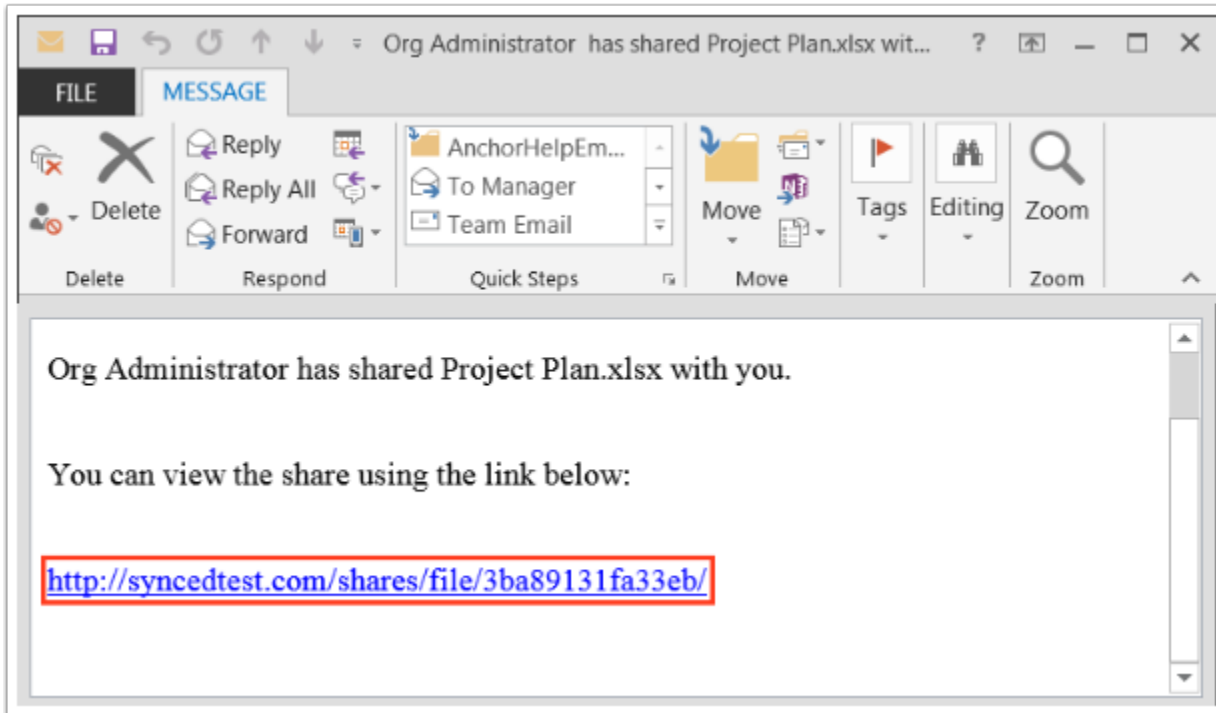 Org Administrator has shared Project Plan.xlsx wit... ?
FILE MESSAGE
Reply
Reply All
Forward
Delete
AnchorHelpEm...
To Manager
Team Email
Move
Tags
Editing
Zoom
Delete Respond Quick Steps Move Zoom
Org Administrator has shared Project Plan.xlsx with you.
You can view the share using the link below:
http://syncedtest.com/shares/file/3ba89131fa33eb/